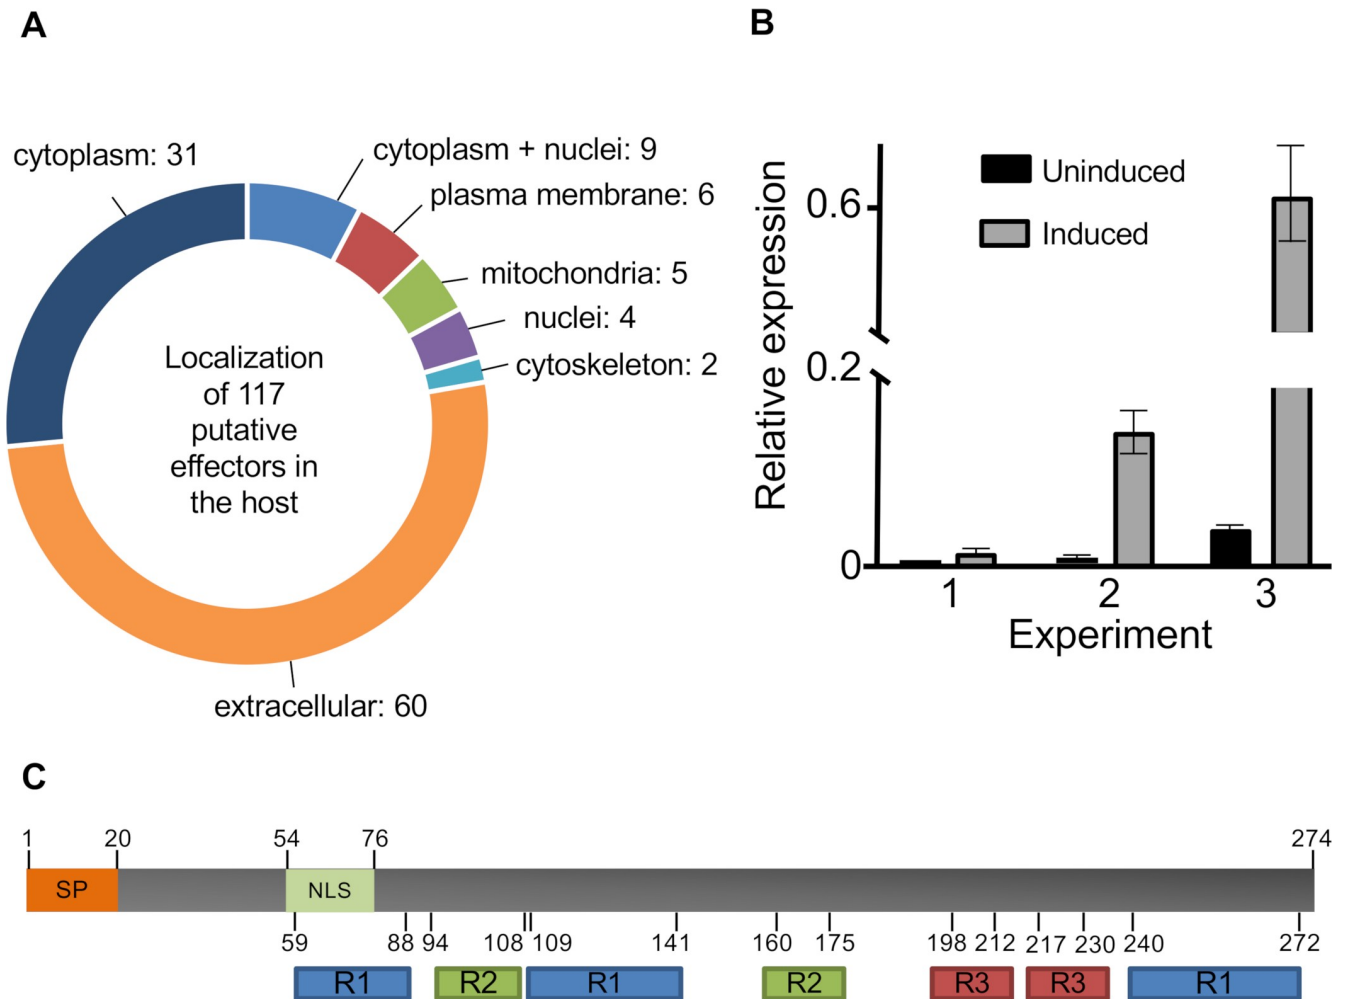 A
cytoplasm: 31
cytoplasm + nuclei: 9
plasma membrane: 6
mitochondria: 5
nuclei: 4
cytoskeleton: 2
Localization
of 117
putative
effectors in
the host
extracellular: 60
B
Relative expression
0.6
0.2
0
Uninduced
Induced
1 2 3
Experiment
C
1 20 54 76 274
SP NLS
59 88 94 108 109 141 160 175 198 212 217 230 240 272
R1 R2 R1 R2 R3 R3 R1